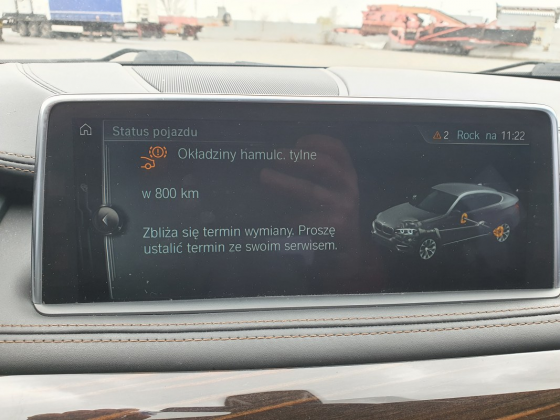 Status pojazdu
2 Rock na 11:22
Okładziny hamulc. tylne
w 800 km
Zbliża się termin wymiany. Proszę
ustalić termin ze swoim serwisem.